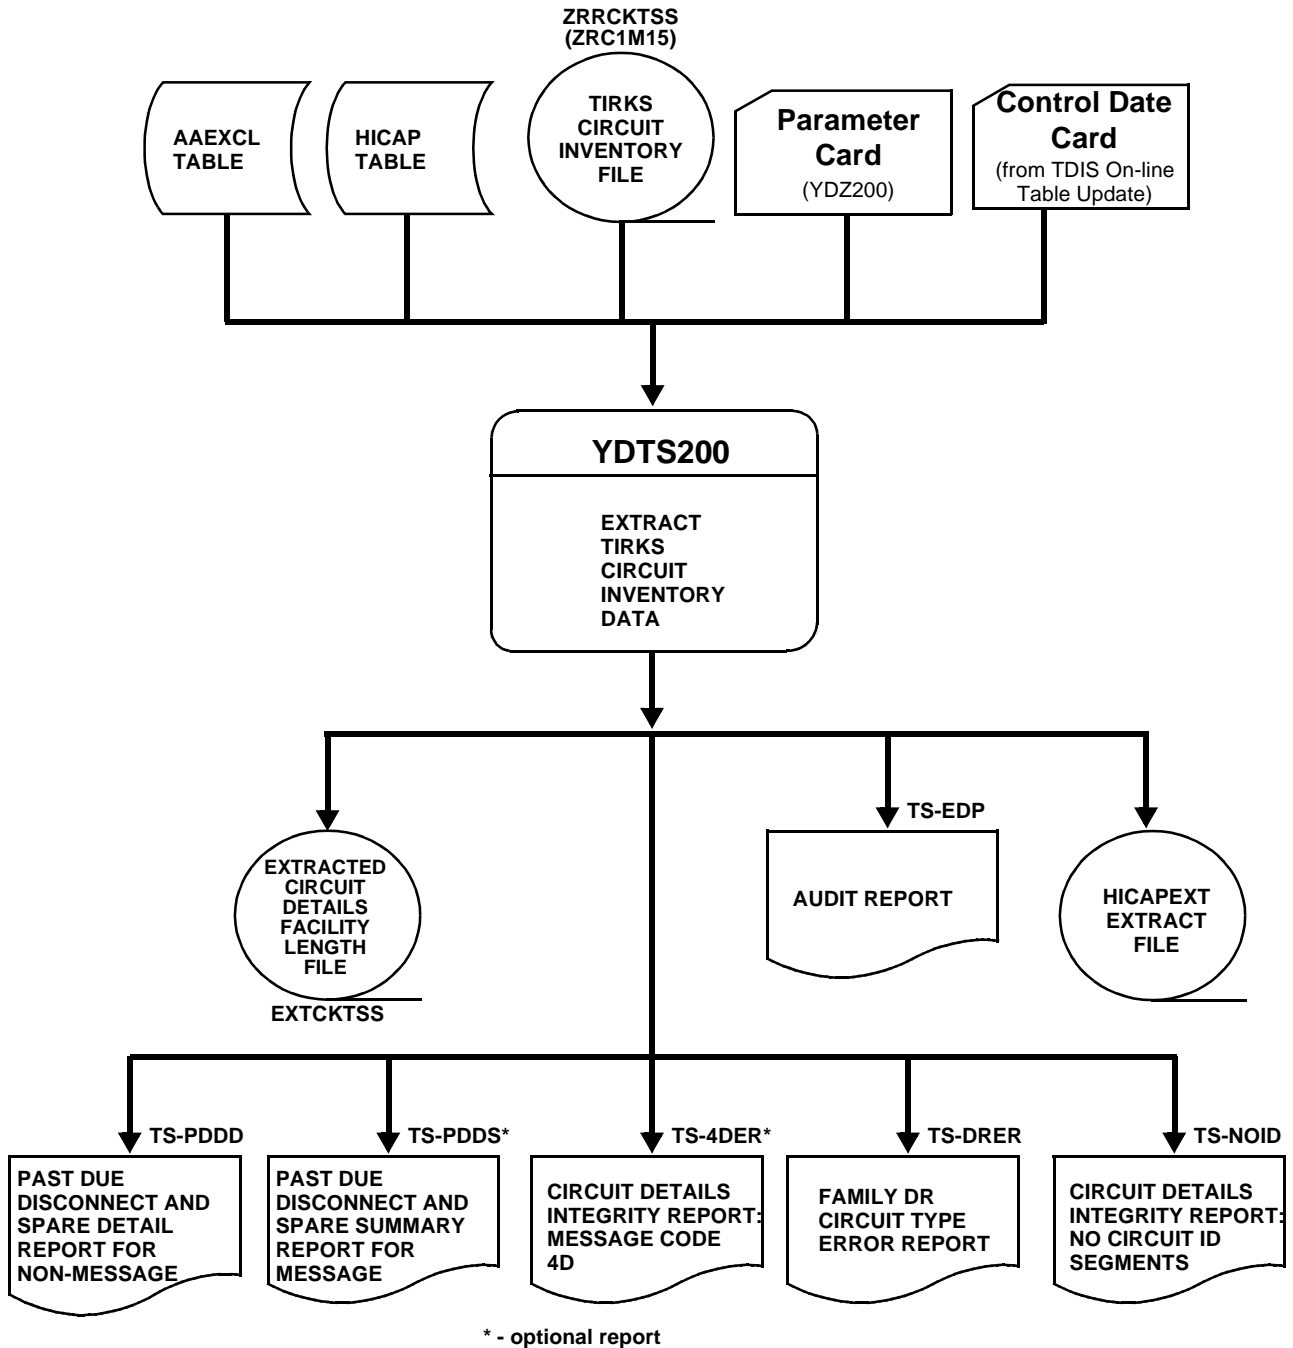 ZRRCKTSS
(ZRC1M15)
AAEXCL
TABLE
HICAP
TABLE
TIRKS
CIRCUIT
INVENTORY
FILE
Parameter
Card
(YDZ200)
Control Date
Card
(from TDIS On-line
Table Update)
YDTS200
EXTRACT
TIRKS
CIRCUIT
INVENTORY
DATA
EXTRACTED
CIRCUIT
DETAILS
FACILITY
LENGTH
FILE
EXTCKTSS
TS-EDP
AUDIT REPORT
HICAPEXT
EXTRACT
FILE
TS-PDDD
PAST DUE
DISCONNECT AND
SPARE DETAIL
REPORT FOR
NON-MESSAGE
TS-PDDS*
PAST DUE
DISCONNECT AND
SPARE SUMMARY
REPORT FOR
MESSAGE
TS-4DER*
CIRCUIT DETAILS
INTEGRITY REPORT:
MESSAGE CODE
4D
TS-DRER
FAMILY DR
CIRCUIT TYPE
ERROR REPORT
TS-NOID
CIRCUIT DETAILS
INTEGRITY REPORT:
NO CIRCUIT ID
SEGMENTS
* - optional report